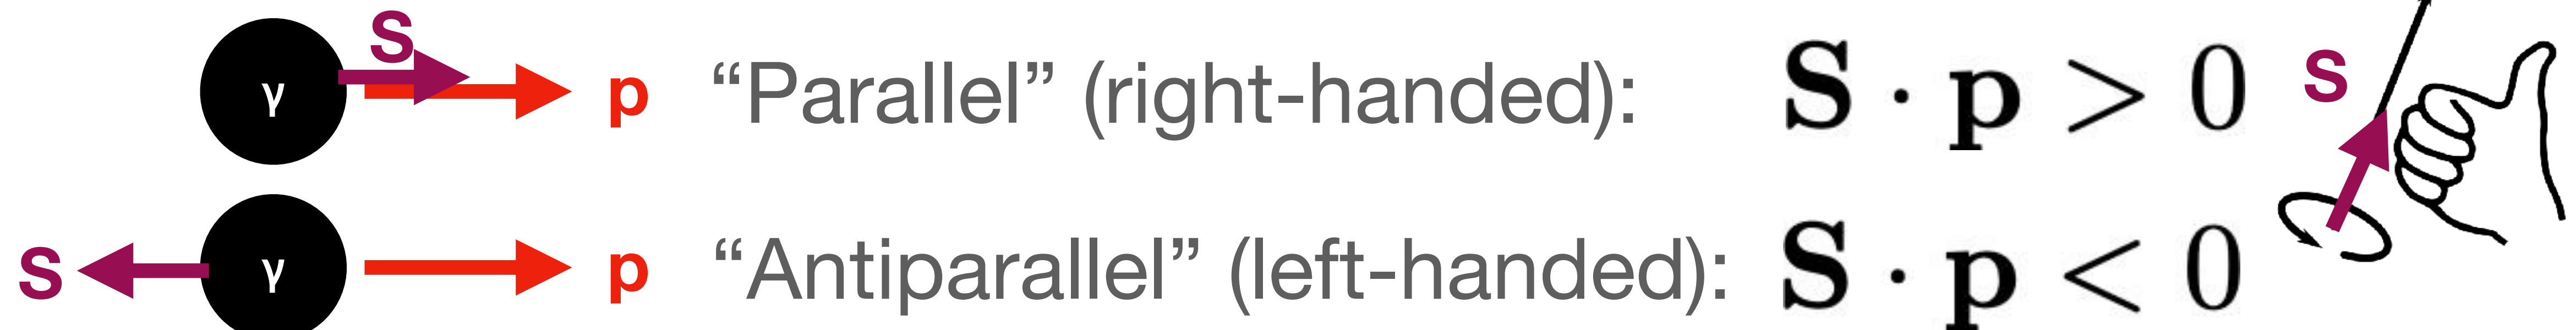 S
γ p “Parallel” (right-handed): S · p > 0 S
S γ p “Antiparallel” (left-handed): S · p < 0